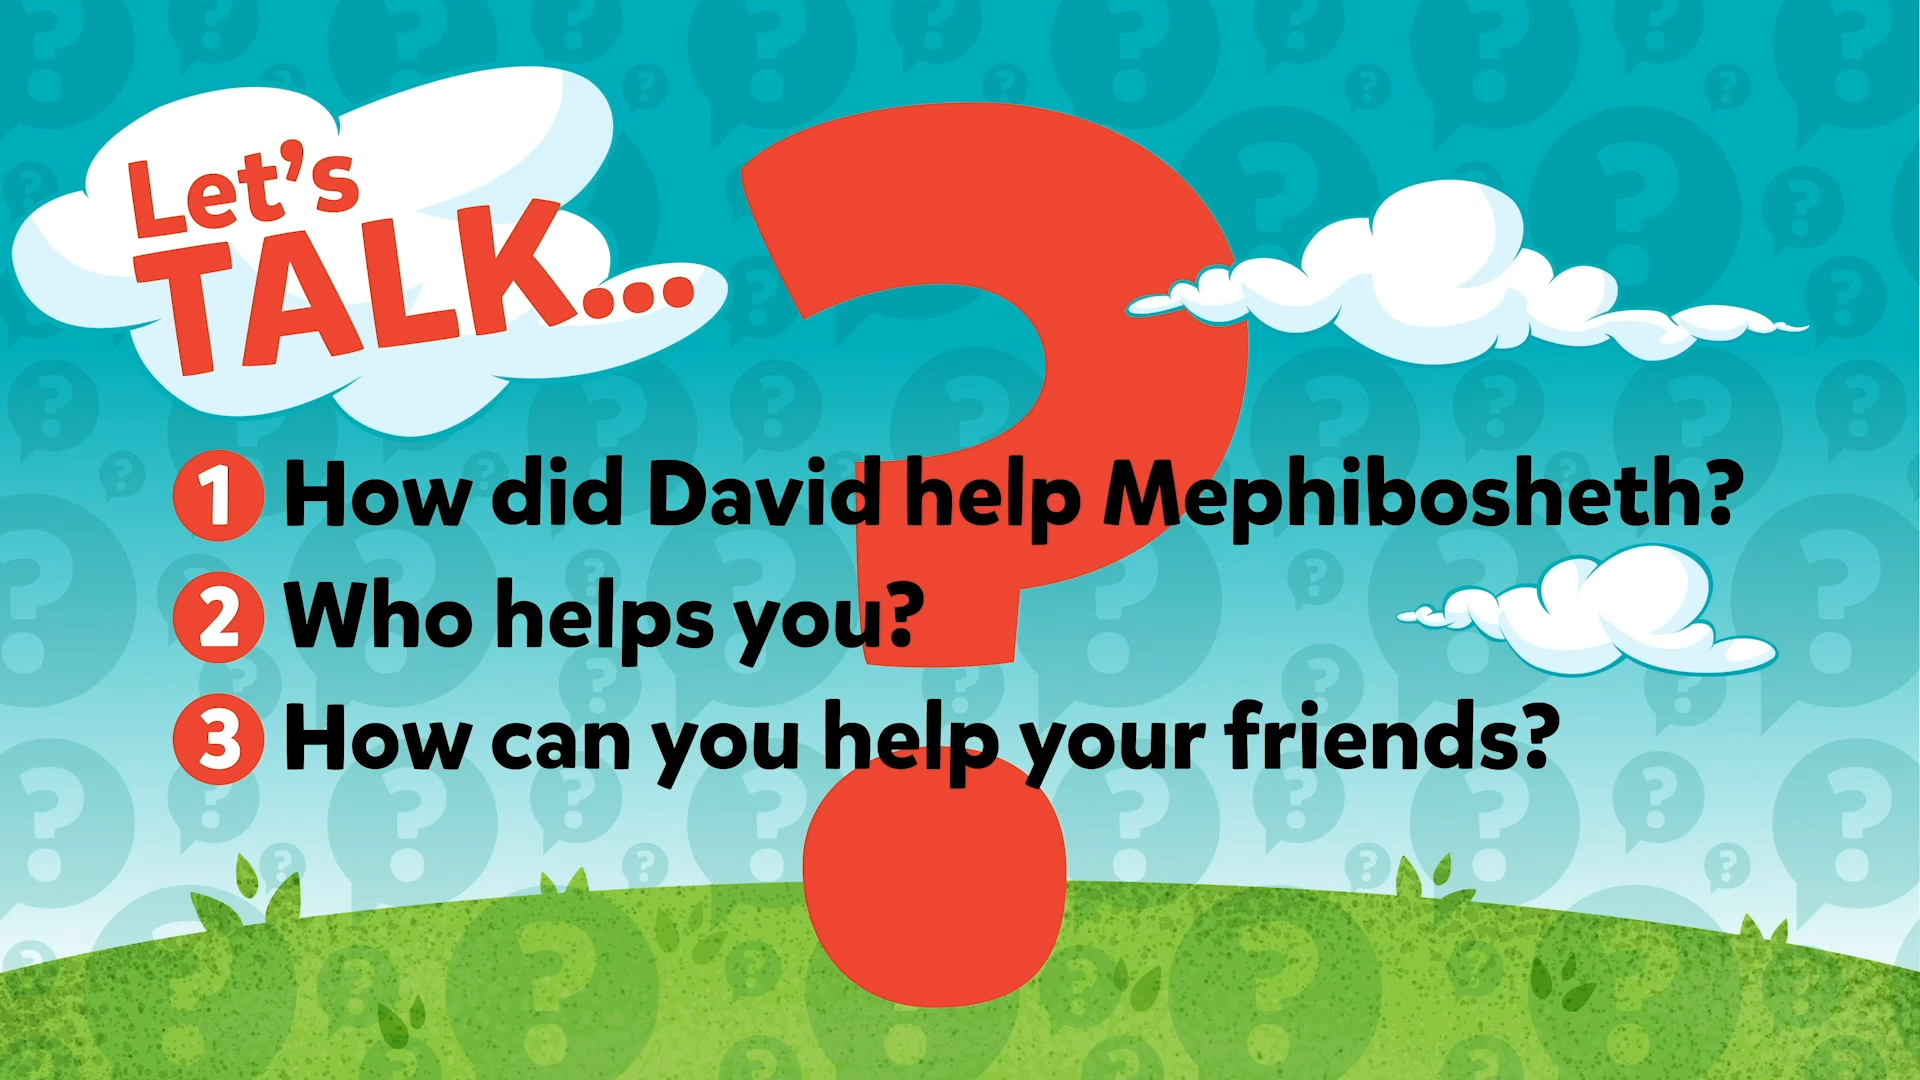 Let's
TALK...
1 How did David help Mephibosheth?
2 Who helps you?
3 How can you help your friends?